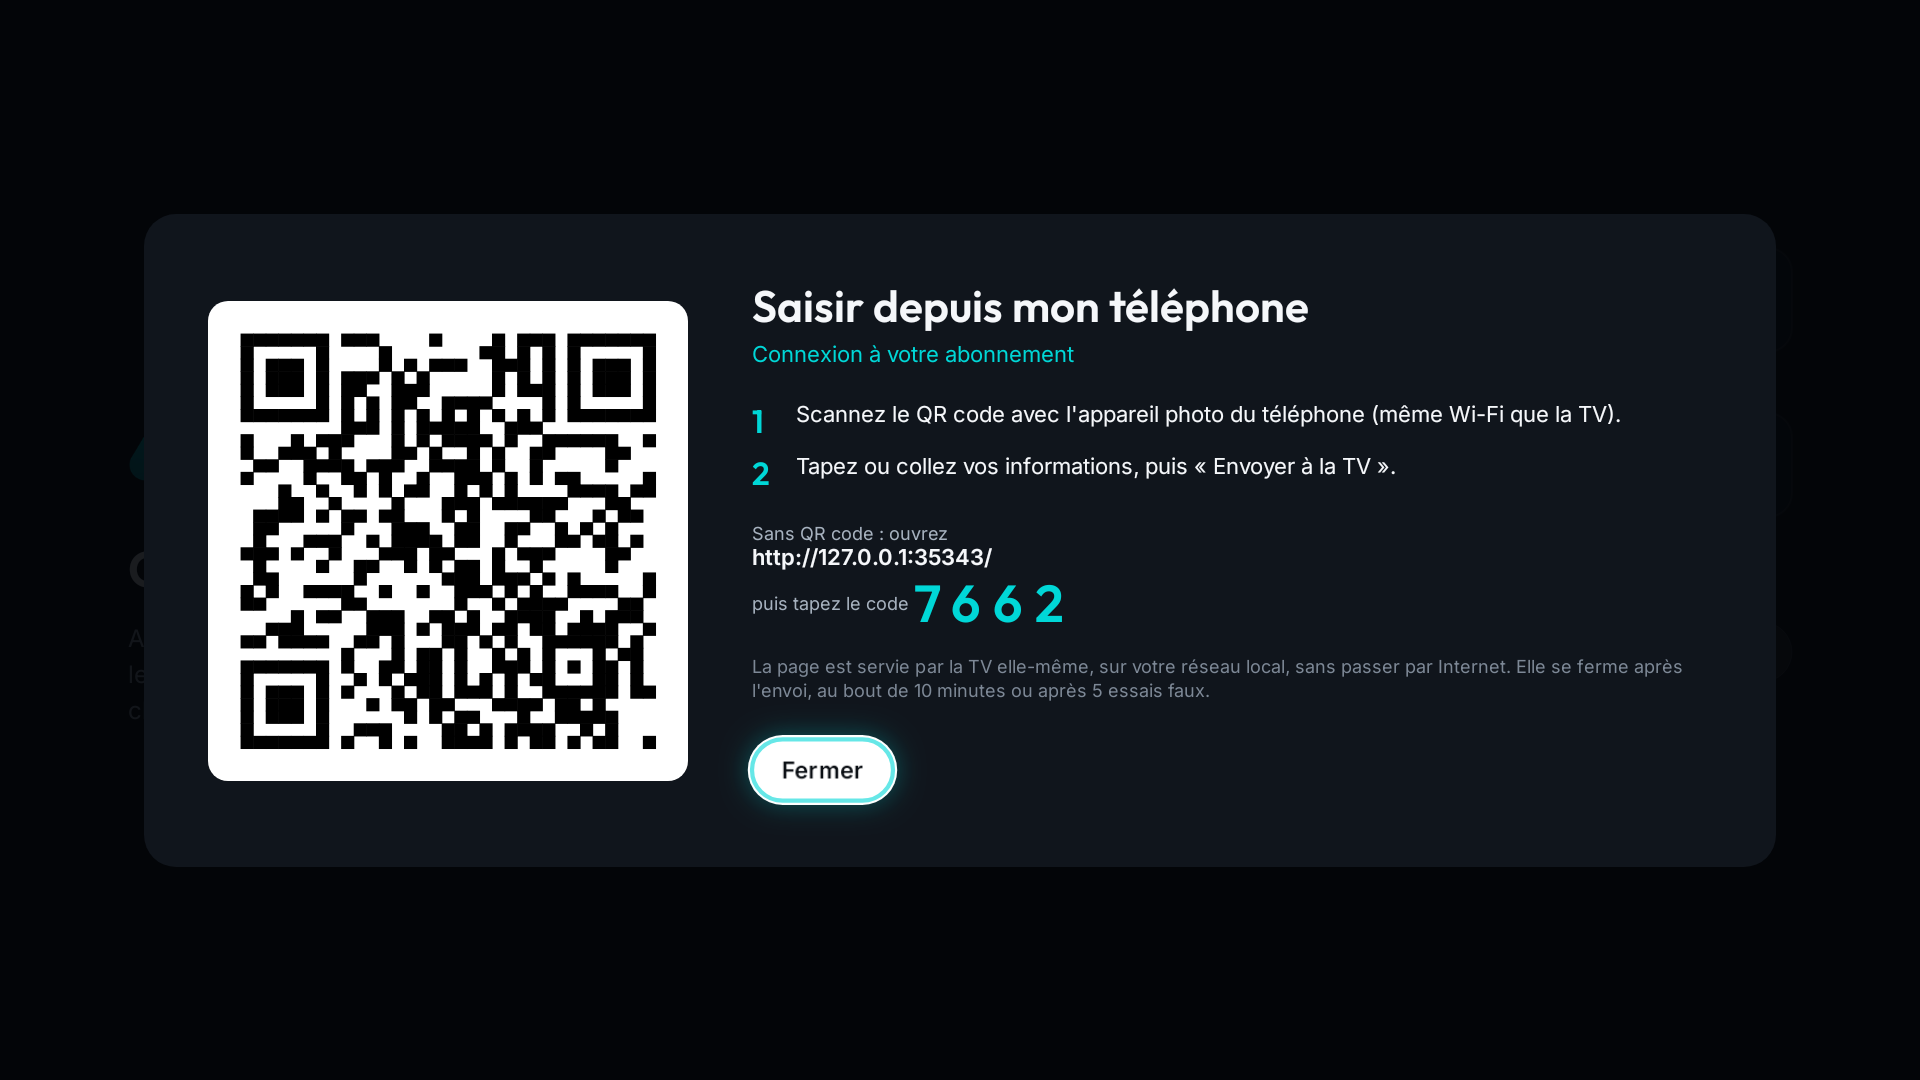 Saisir depuis mon téléphone
Connexion à votre abonnement
1 Scannez le QR code avec l'appareil photo du téléphone (même Wi-Fi que la TV).
2 Tapez ou collez vos informations, puis « Envoyer à la TV ».
Sans QR code : ouvrez
http://127.0.0.1:35343/
puis tapez le code 7662
La page est servie par la TV elle-même, sur votre réseau local, sans passer par Internet. Elle se ferme après
l'envoi, au bout de 10 minutes ou après 5 essais faux.
Fermer